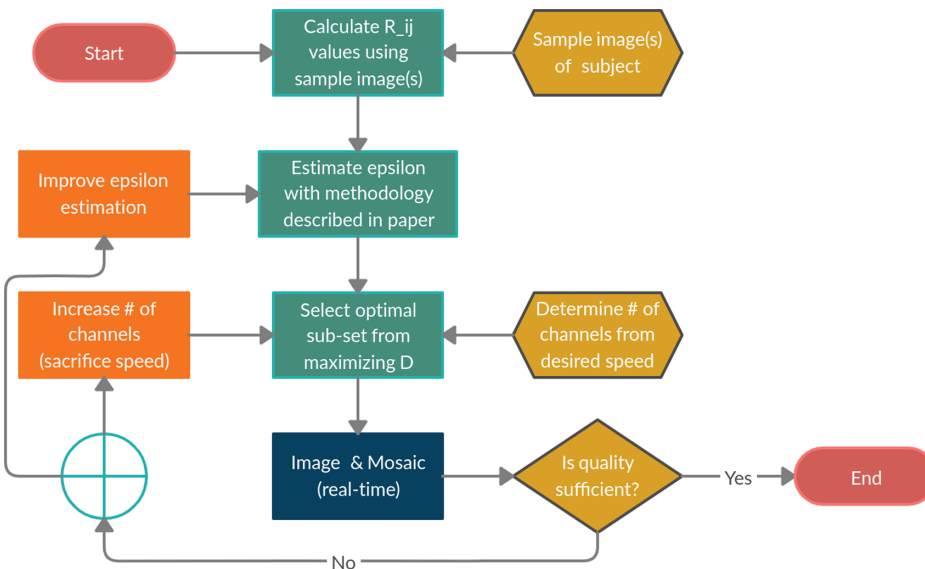 Start
Calculate R_ij
values using
sample image(s)
Sample image(s)
of subject
Improve epsilon
estimation
Estimate epsilon
with methodology
described in paper
Increase # of
channels
(sacrifice speed)
Select optimal
sub-set from
maximizing D
Determine # of
channels from
desired speed
Image & Mosaic
(real-time)
Is quality
sufficient?
Yes
End
No